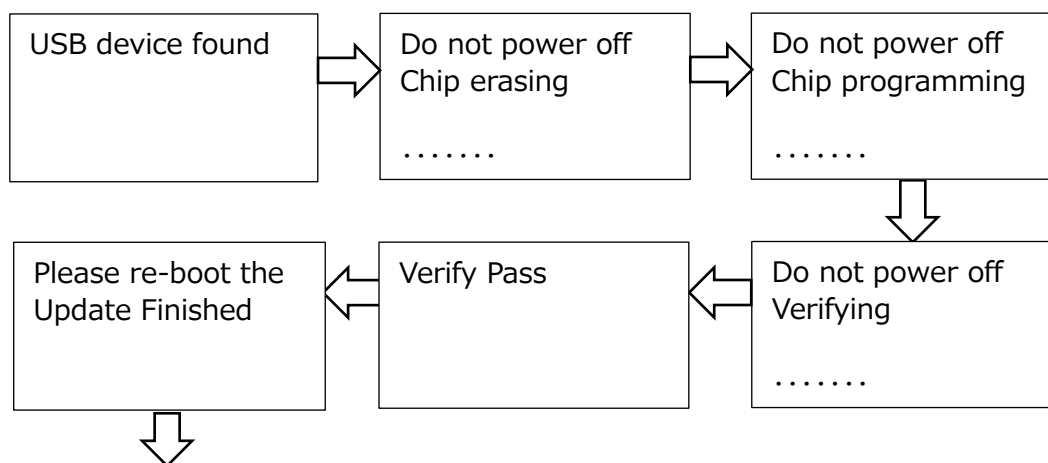 USB device found
Do not power off
Chip erasing
.......
Do not power off
Chip programming
.......
Do not power off
Verifying
.......
Verify Pass
Please re-boot the
Update Finished